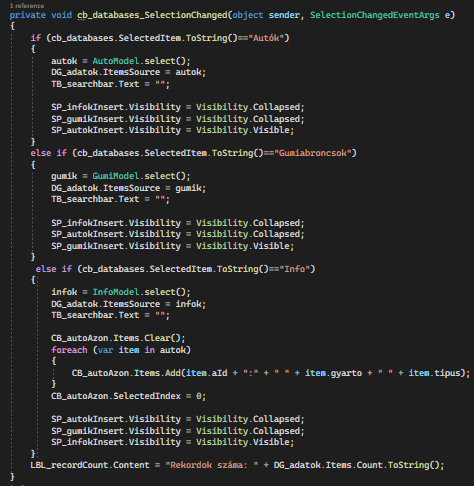 1 reference
private void cb_databases_SelectionChanged(object sender, SelectionChangedEventArgs e)
{
if (cb_databases.SelectedItem.ToString()=="Autók")
{
autok = AutoModel.select();
DG_adatok.ItemsSource = autok;
TB_searchbar.Text = "";
SP_infokInsert.Visibility = Visibility.Collapsed;
SP_gumikInsert.Visibility = Visibility.Collapsed;
SP_autokInsert.Visibility = Visibility.Visible;
}
else if (cb_databases.SelectedItem.ToString()=="Gumiabroncsok")
{
gumik = GumiModel.select();
DG_adatok.ItemsSource = gumik;
TB_searchbar.Text = "";
SP_infokInsert.Visibility = Visibility.Collapsed;
SP_autokInsert.Visibility = Visibility.Collapsed;
SP_gumikInsert.Visibility = Visibility.Visible;
}
else if (cb_databases.SelectedItem.ToString()=="Info")
{
infok = InfoModel.select();
DG_adatok.ItemsSource = infok;
TB_searchbar.Text = "";
CB_autoAzon.Items.Clear();
foreach (var item in autok)
{
CB_autoAzon.Items.Add(item.aId + ":" + " " + item.gyarto + " " + item.tipus);
}
CB_autoAzon.SelectedIndex = 0;
SP_autokInsert.Visibility = Visibility.Collapsed;
SP_gumikInsert.Visibility = Visibility.Collapsed;
SP_infokInsert.Visibility = Visibility.Visible;
}
LBL_recordCount.Content = "Rekordok száma: " + DG_adatok.Items.Count.ToString();
}